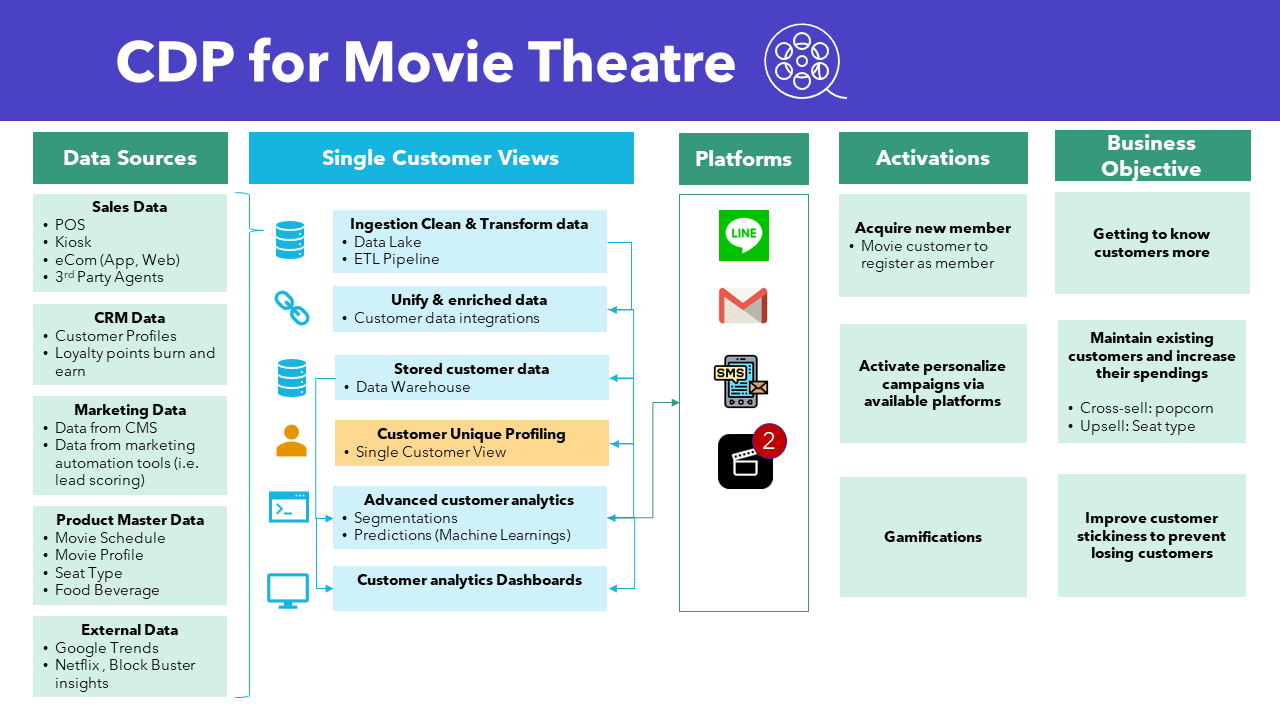 CDP for Movie Theatre
Data Sources
Sales Data
• POS
• Kiosk
• eCom (App, Web)
• 3rd Party Agents
CRM Data
• Customer Profiles
• Loyalty points burn and
earn
Marketing Data
• Data from CMS
• Data from marketing
automation tools (i.e.
lead scoring)
Product Master Data
• Movie Schedule
• Movie Profile
• Seat Type
• Food Beverage
External Data
• Google Trends
• Netflix , Block Buster
insights
Single Customer Views
Ingestion Clean & Transform data
• Data Lake
• ETL Pipeline
Unify & enriched data
• Customer data integrations
Stored customer data
• Data Warehouse
Customer Unique Profiling
• Single Customer View
Advanced customer analytics
• Segmentations
• Predictions (Machine Learnings)
Customer analytics Dashboards
Platforms
LINE
SMS
2
Activations
Acquire new member
• Movie customer to
register as member
Activate personalize
campaigns via
available platforms
Gamifications
Business
Objective
Getting to know
customers more
Maintain existing
customers and increase
their spendings
• Cross-sell: popcorn
• Upsell: Seat type
Improve customer
stickiness to prevent
losing customers